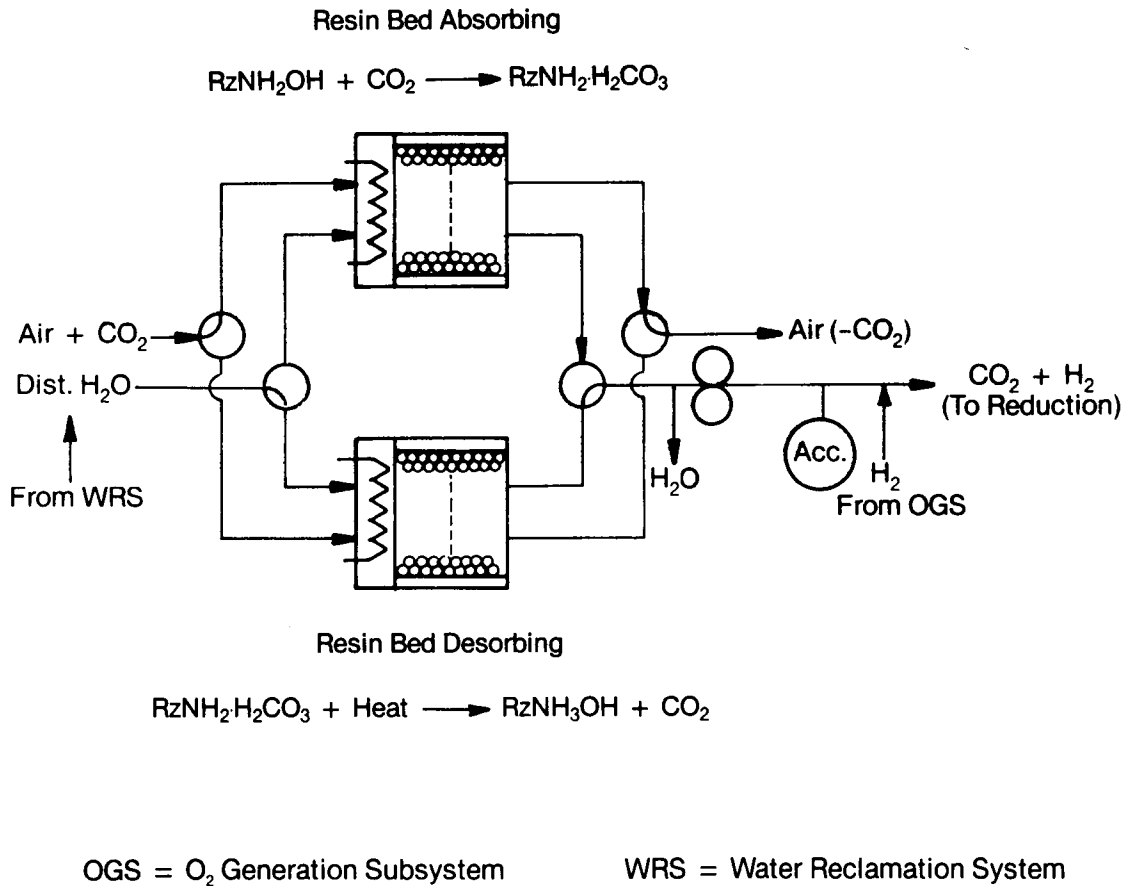 Resin Bed Absorbing
RzNH₂OH + CO₂ ⟶ RzNH₂·H₂CO₃
Air + CO₂
Dist. H₂O
From WRS
Air (−CO₂)
CO₂ + H₂
(To Reduction)
Acc.
H₂O
H₂
From OGS
Resin Bed Desorbing
RzNH₂·H₂CO₃ + Heat ⟶ RzNH₃OH + CO₂
OGS = O₂ Generation Subsystem
WRS = Water Reclamation System